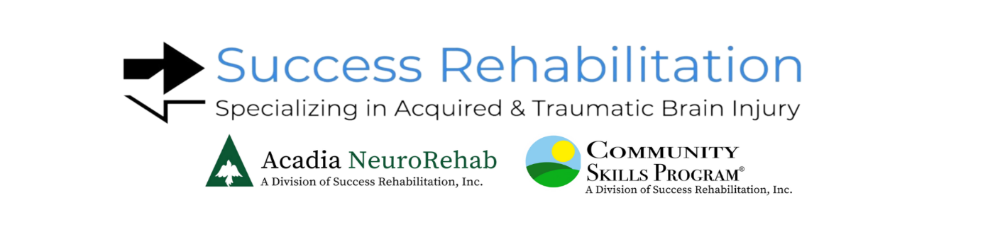 Success Rehabilitation
Specializing in Acquired & Traumatic Brain Injury
Acadia NeuroRehab
A Division of Success Rehabilitation, Inc.
COMMUNITY
SKILLS PROGRAM®
A Division of Success Rehabilitation, Inc.